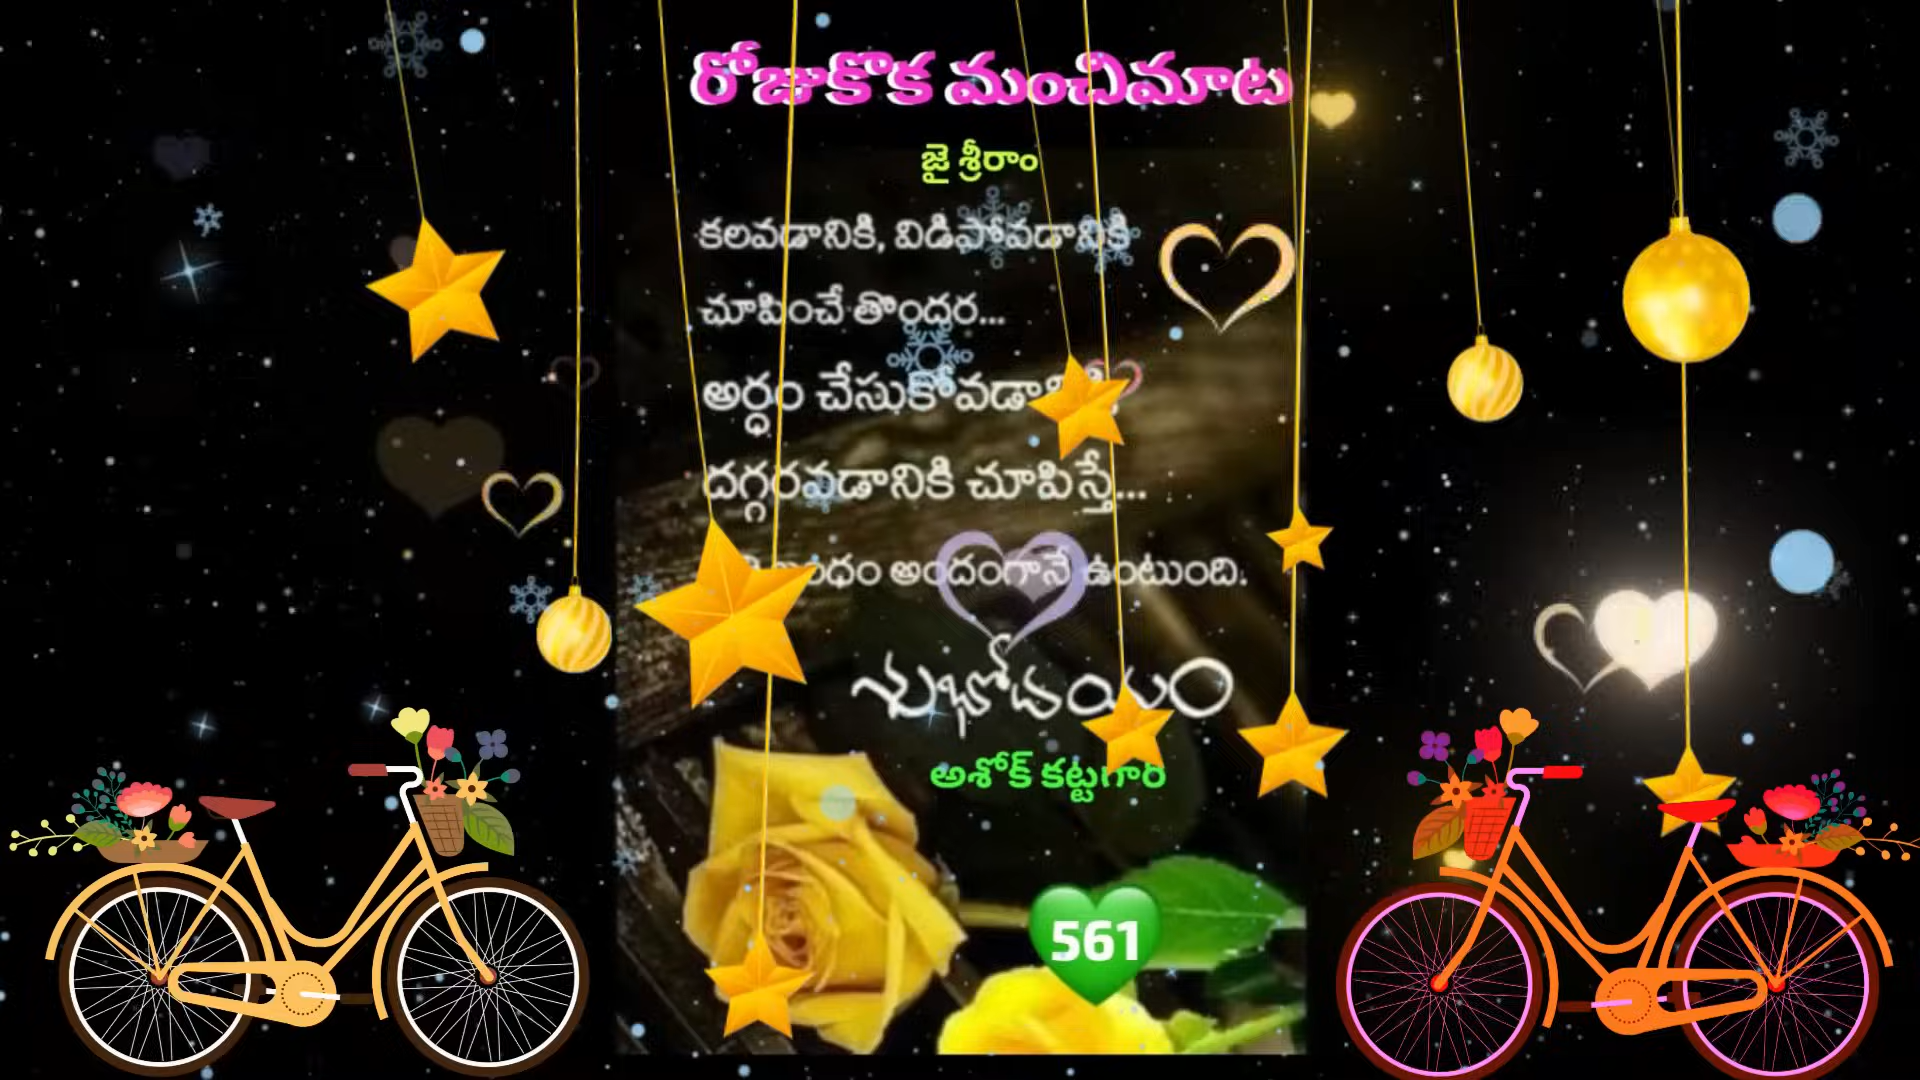 రోజుకొక మంచిమాట
జై శ్రీరాం
కలవడానికి, విడిపోవడానికి
చూపించే తొందర...
అర్ధం చేసుకోవడానికి,
దగ్గరవడానికి చూపిస్తే...
అందంగానే ఉంటుంది.
శుభోదయం
అశోక్ కట్టగాని
561